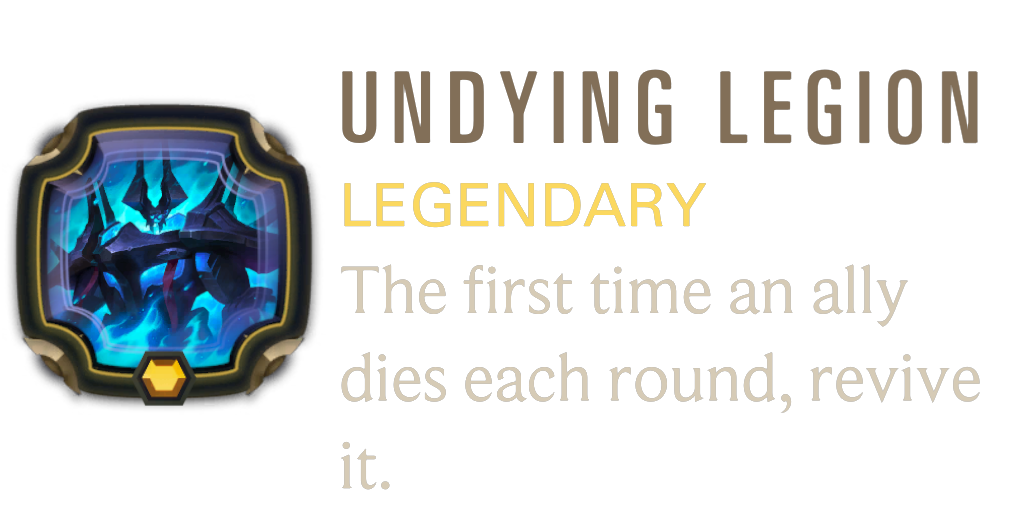 UNDYING LEGION
LEGENDARY
The first time an ally
dies each round, revive
it.